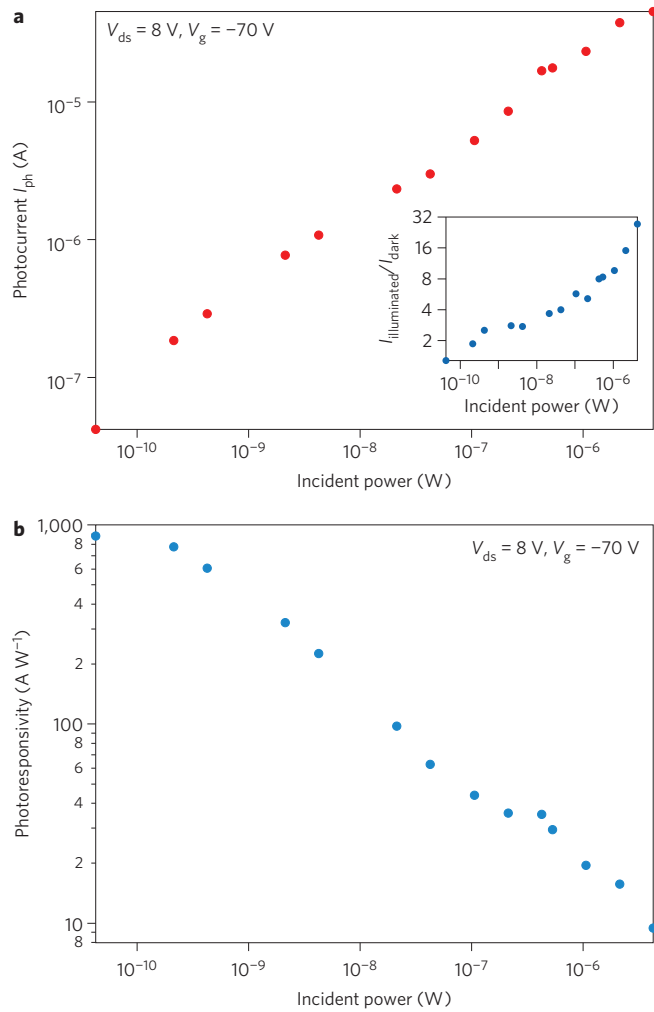 a
V_ds = 8 V, V_g = −70 V
Photocurrent I_ph (A)
10⁻⁵
10⁻⁶
10⁻⁷
10⁻¹⁰ 10⁻⁹ 10⁻⁸ 10⁻⁷ 10⁻⁶
Incident power (W)
I_illuminated/I_dark
32
16
8
4
2
10⁻¹⁰ 10⁻⁸ 10⁻⁶
Incident power (W)
b
V_ds = 8 V, V_g = −70 V
Photoresponsivity (A W⁻¹)
1,000
8
6
4
2
100
8
6
4
2
10
8
10⁻¹⁰ 10⁻⁹ 10⁻⁸ 10⁻⁷ 10⁻⁶
Incident power (W)